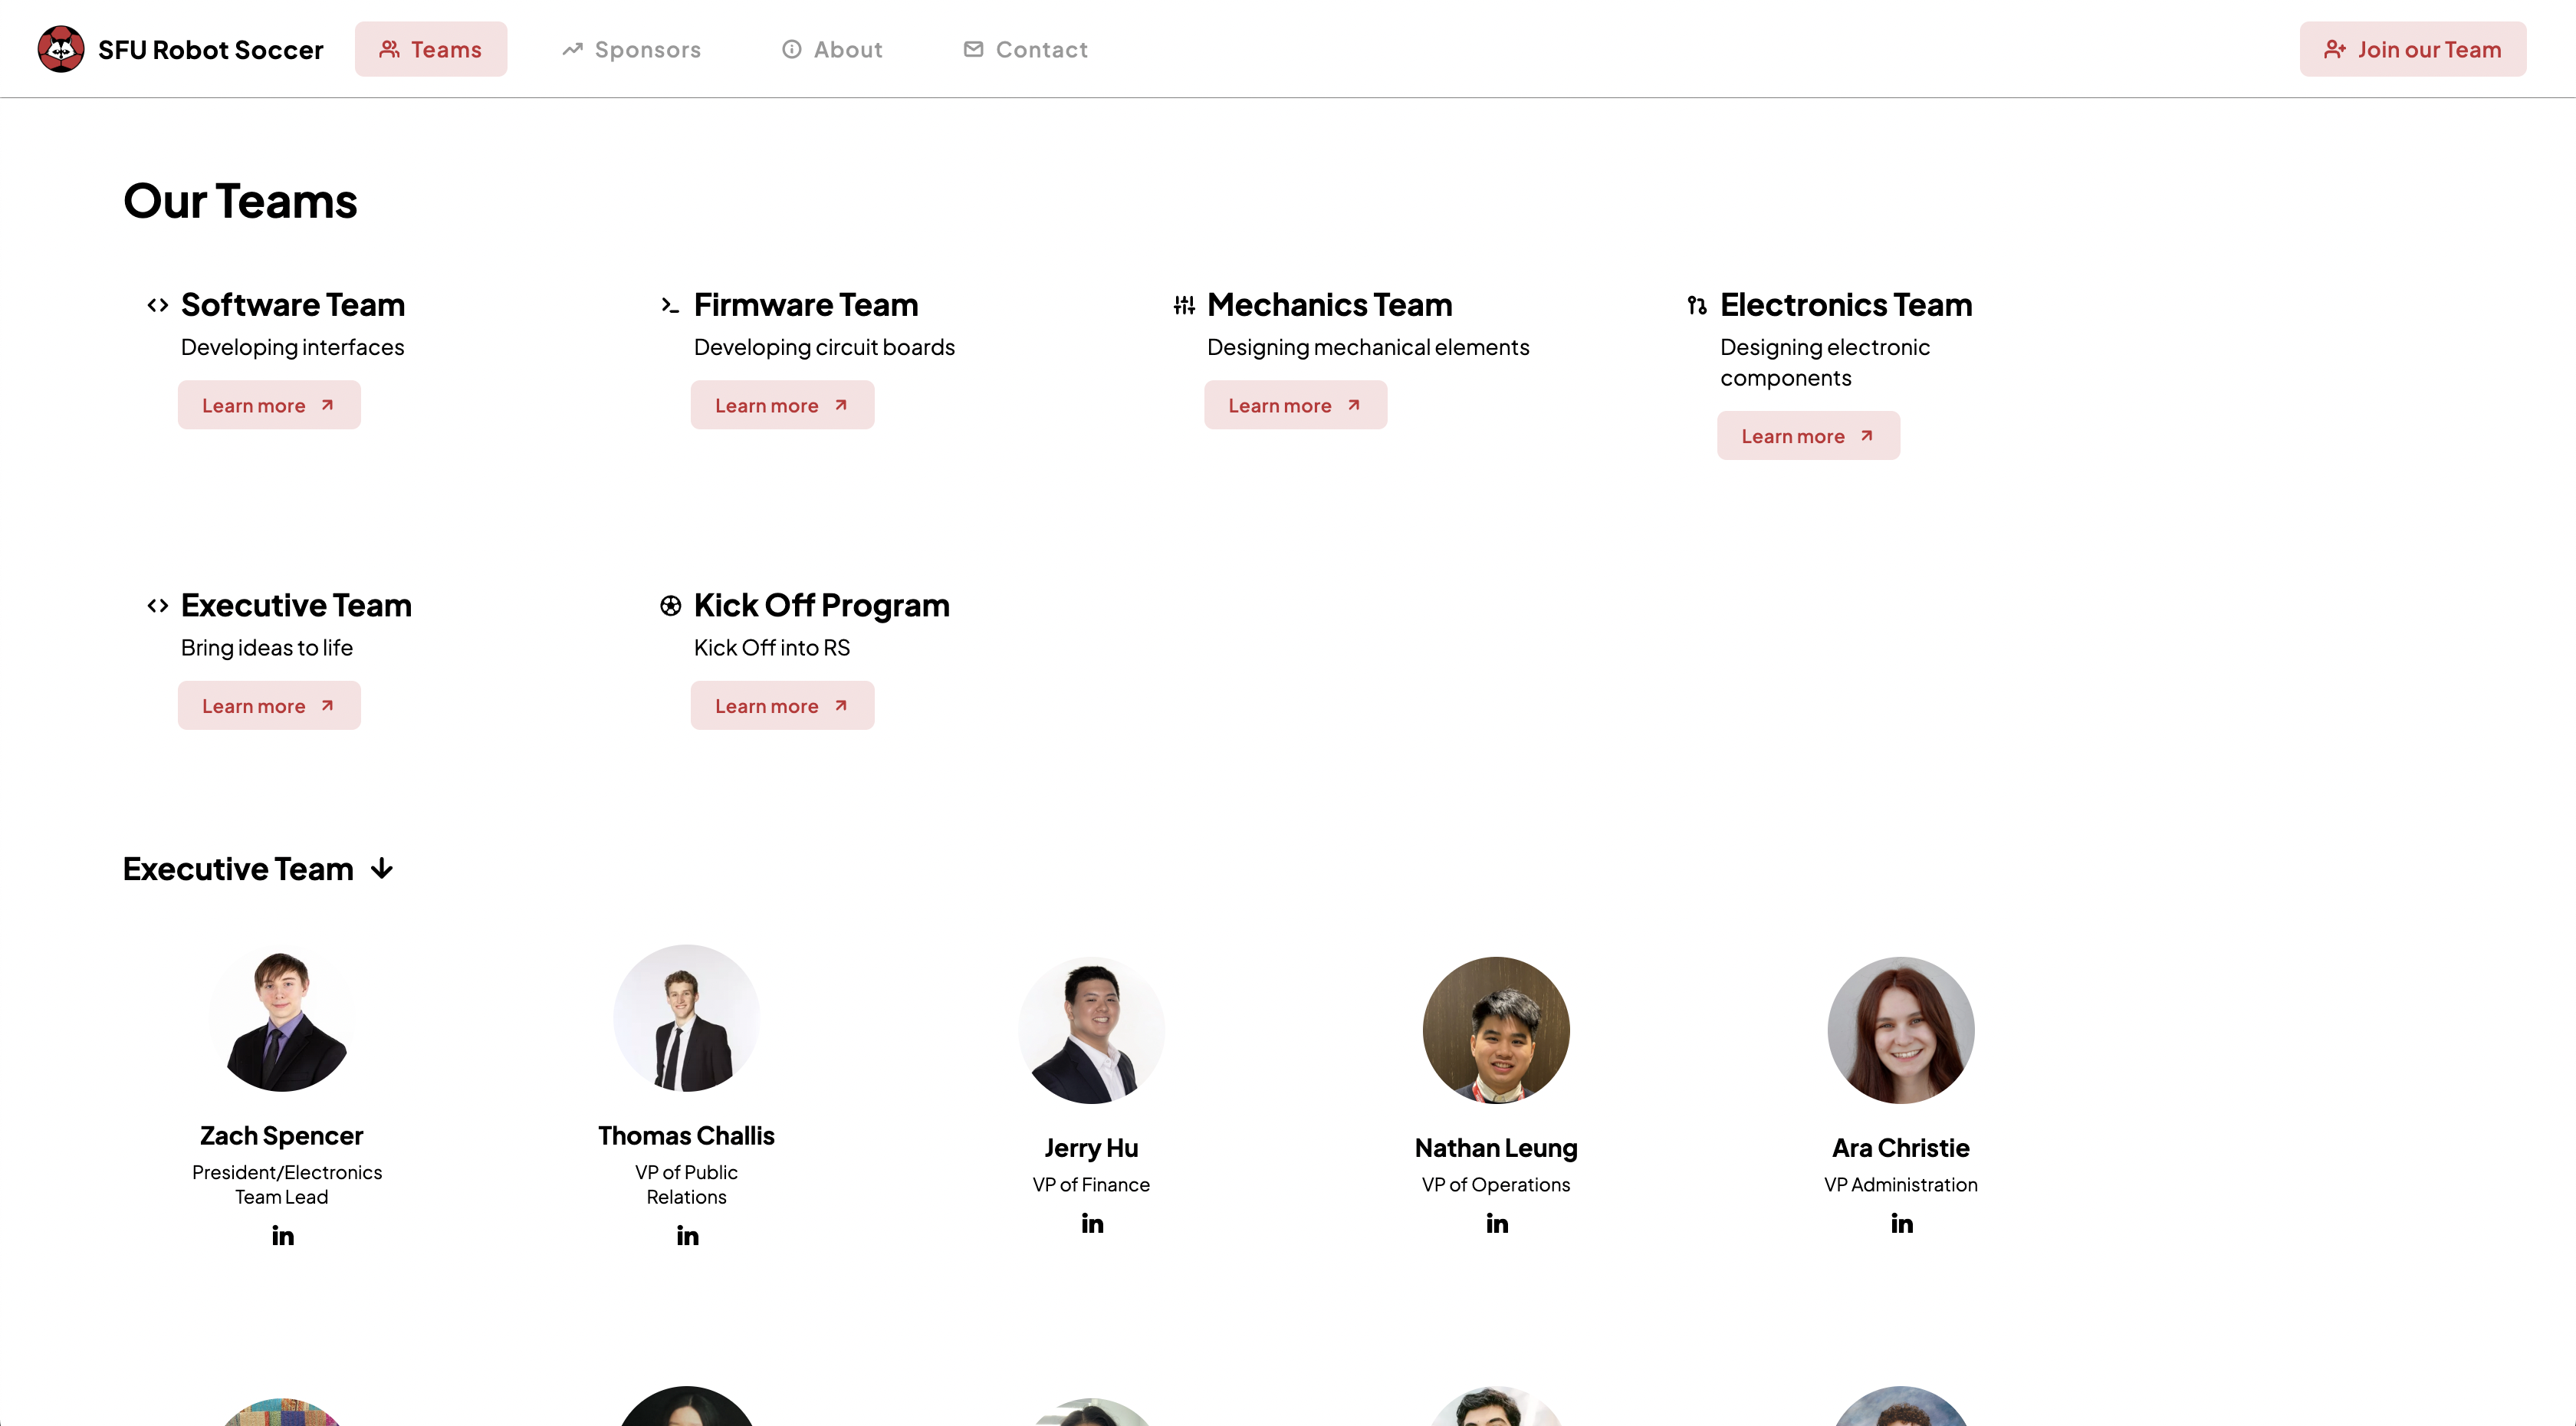 SFU Robot Soccer
Teams
Sponsors
About
Contact
Join our Team
Our Teams
Software Team
Developing interfaces
Learn more
Firmware Team
Developing circuit boards
Learn more
Mechanics Team
Designing mechanical elements
Learn more
Electronics Team
Designing electronic
components
Learn more
Executive Team
Bring ideas to life
Learn more
Kick Off Program
Kick Off into RS
Learn more
Executive Team
Zach Spencer
President/Electronics
Team Lead
in
Thomas Challis
VP of Public
Relations
in
Jerry Hu
VP of Finance
in
Nathan Leung
VP of Operations
in
Ara Christie
VP Administration
in